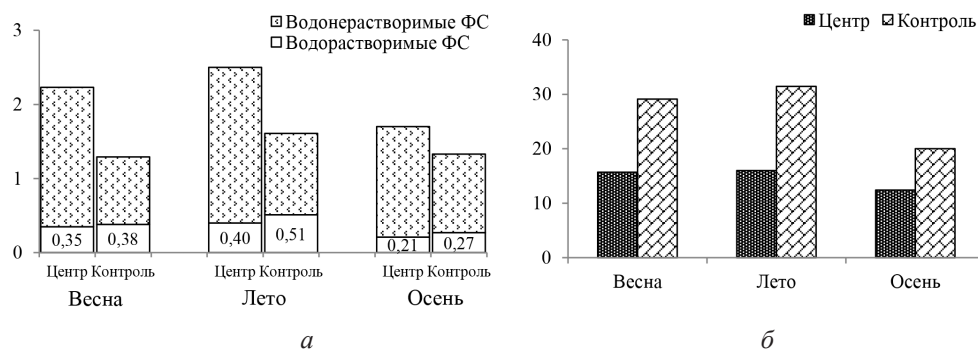 Водонерастворимые ФС
Водорастворимые ФС
3
2
1
0
0,35 0,38 0,40 0,51 0,21 0,27
Центр Контроль Центр Контроль Центр Контроль
Весна Лето Осень
а
Центр Контроль
40
30
20
10
0
Весна Лето Осень
б